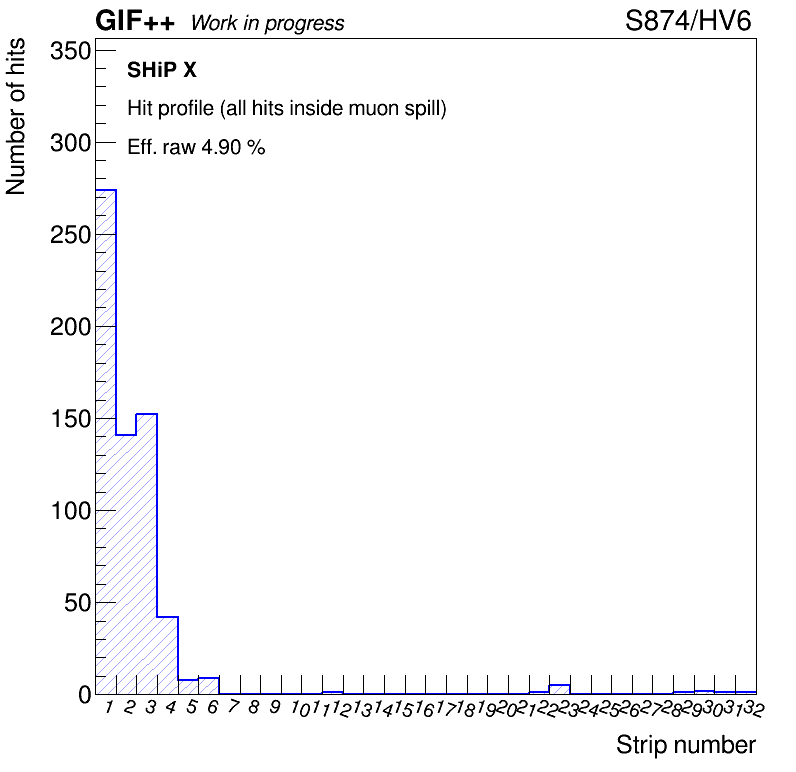 GIF++ Work in progress S874/HV6
Number of hits
SHiP X
Hit profile (all hits inside muon spill)
Eff. raw 4.90 %
350
300
250
200
150
100
50
0
1 2 3 4 5 6 7 8 9 10 11 12 13 14 15 16 17 18 19 20 21 22 23 24 25 26 27 28 29 30 31 32
Strip number